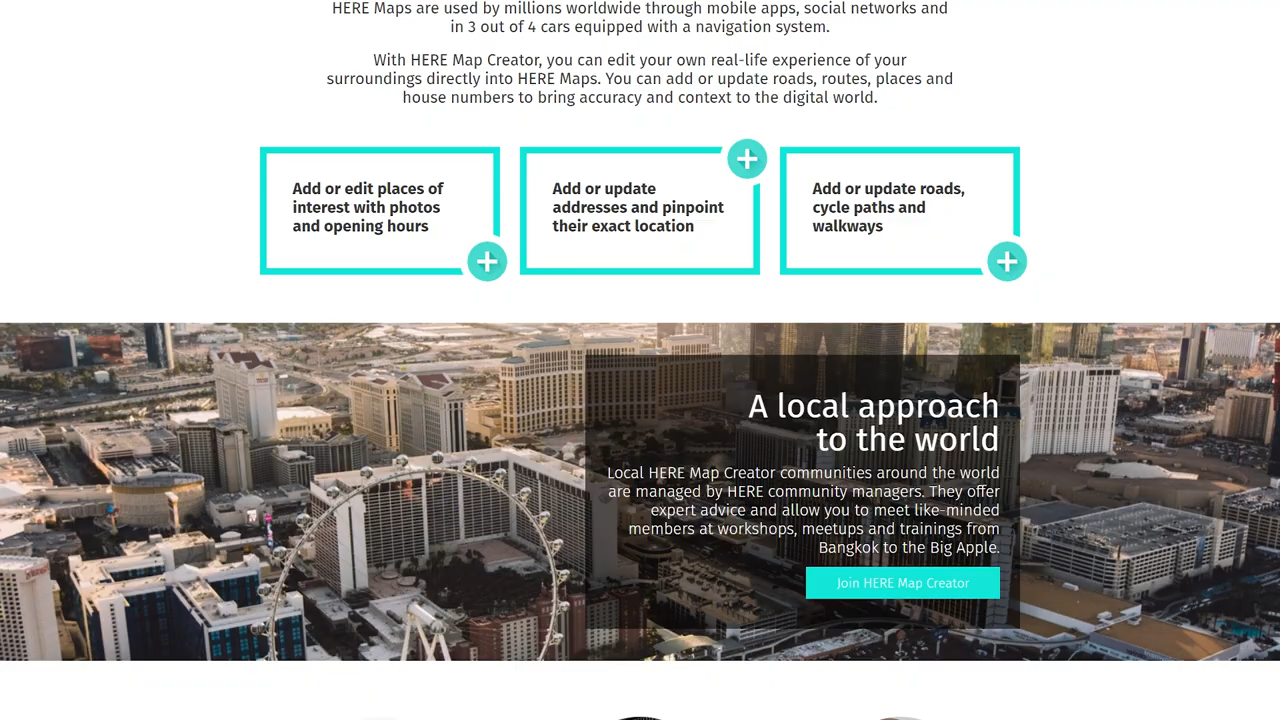 HERE Maps are used by millions worldwide through mobile apps, social networks and
in 3 out of 4 cars equipped with a navigation system.
With HERE Map Creator, you can edit your own real-life experience of your
surroundings directly into HERE Maps. You can add or update roads, routes, places and
house numbers to bring accuracy and context to the digital world.
Add or edit places of
interest with photos
and opening hours
Add or update
addresses and pinpoint
their exact location
Add or update roads,
cycle paths and
walkways
A local approach
to the world
Local HERE Map Creator communities around the world
are managed by HERE community managers. They offer
expert advice and allow you to meet like-minded
members at workshops, meetups and trainings from
Bangkok to the Big Apple.
Join HERE Map Creator